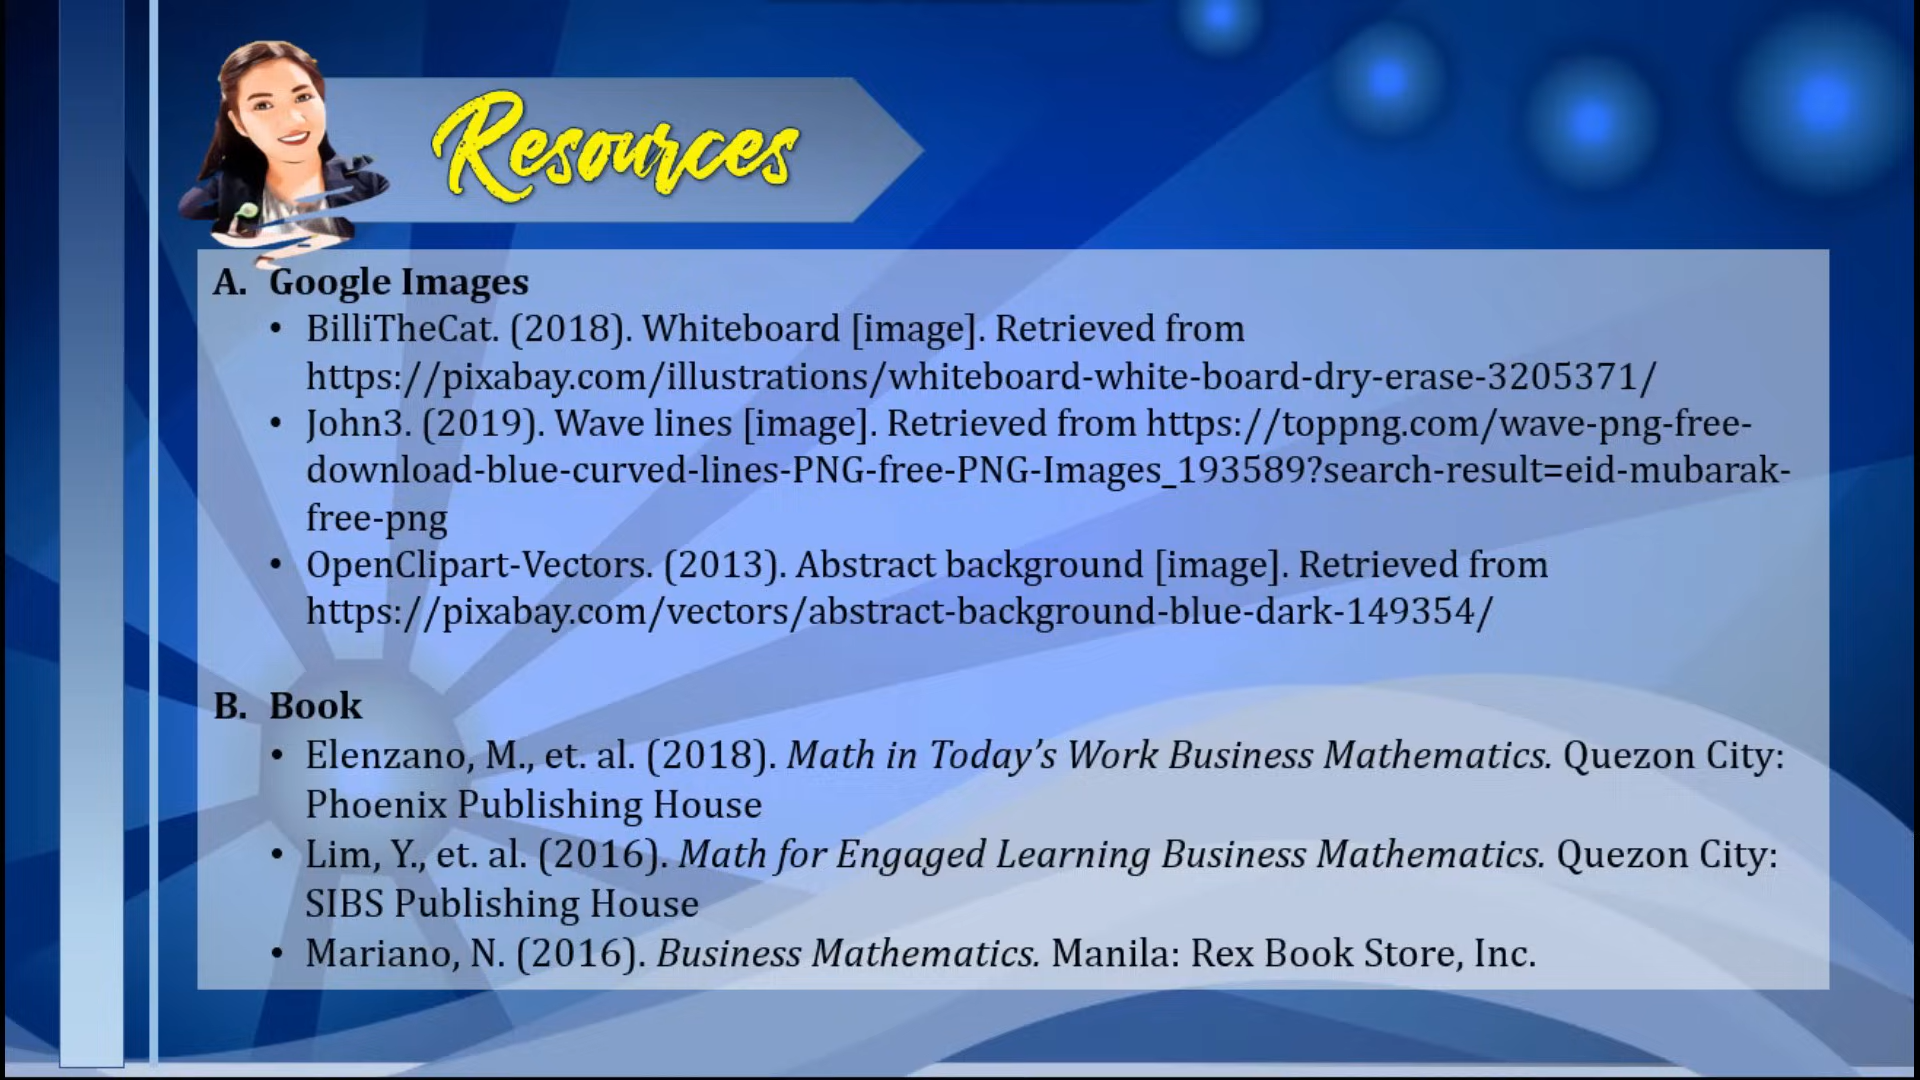 Resources
A. Google Images
• BilliTheCat. (2018). Whiteboard [image]. Retrieved from
https://pixabay.com/illustrations/whiteboard-white-board-dry-erase-3205371/
• John3. (2019). Wave lines [image]. Retrieved from https://toppng.com/wave-png-free-
download-blue-curved-lines-PNG-free-PNG-Images_193589?search-result=eid-mubarak-
free-png
• OpenClipart-Vectors. (2013). Abstract background [image]. Retrieved from
https://pixabay.com/vectors/abstract-background-blue-dark-149354/
B. Book
• Elenzano, M., et. al. (2018). Math in Today’s Work Business Mathematics. Quezon City:
Phoenix Publishing House
• Lim, Y., et. al. (2016). Math for Engaged Learning Business Mathematics. Quezon City:
SIBS Publishing House
• Mariano, N. (2016). Business Mathematics. Manila: Rex Book Store, Inc.